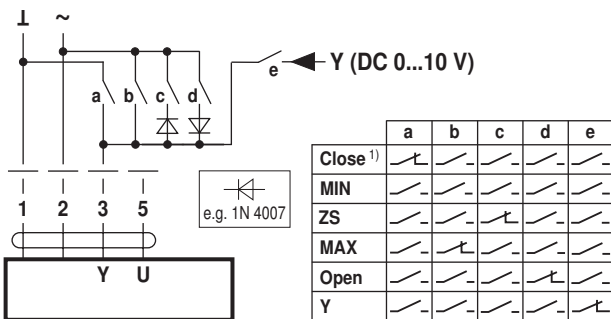 ⊥ ~
a b c d e
Y (DC 0...10 V)
1 2 3 5
e.g. 1N 4007
Y U
a b c d e
Close 1)
MIN
ZS
MAX
Open
Y